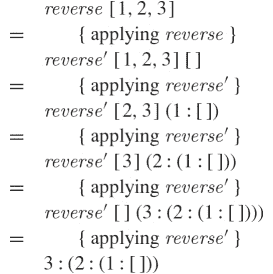 reverse [1, 2, 3]
= { applying reverse }
reverse′ [1, 2, 3] [ ]
= { applying reverse′ }
reverse′ [2, 3] (1 : [ ])
= { applying reverse′ }
reverse′ [3] (2 : (1 : [ ]))
= { applying reverse′ }
reverse′ [ ] (3 : (2 : (1 : [ ])))
= { applying reverse′ }
3 : (2 : (1 : [ ]))